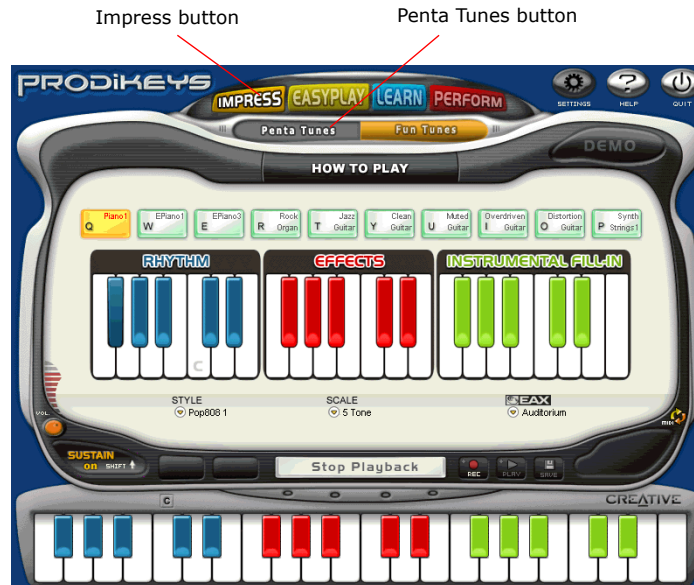 Impress button
Penta Tunes button
PRODIKEYS
IMPRESS EASYPLAY LEARN PERFORM
SETTINGS HELP QUIT
Penta Tunes Fun Tunes
DEMO
HOW TO PLAY
Q Piano1
W EPiano1
E EPiano3
R Rock Organ
T Jazz Guitar
Y Clean Guitar
U Muted Guitar
I Overdriven Guitar
O Distortion Guitar
P Synth Strings1
RHYTHM EFFECTS INSTRUMENTAL FILL-IN
C
STYLE SCALE EAX
Pop808 1 5 Tone Auditorium
VOL
MIX
SUSTAIN
on SHIFT
Stop Playback
REC PLAY SAVE
C
CREATIVE